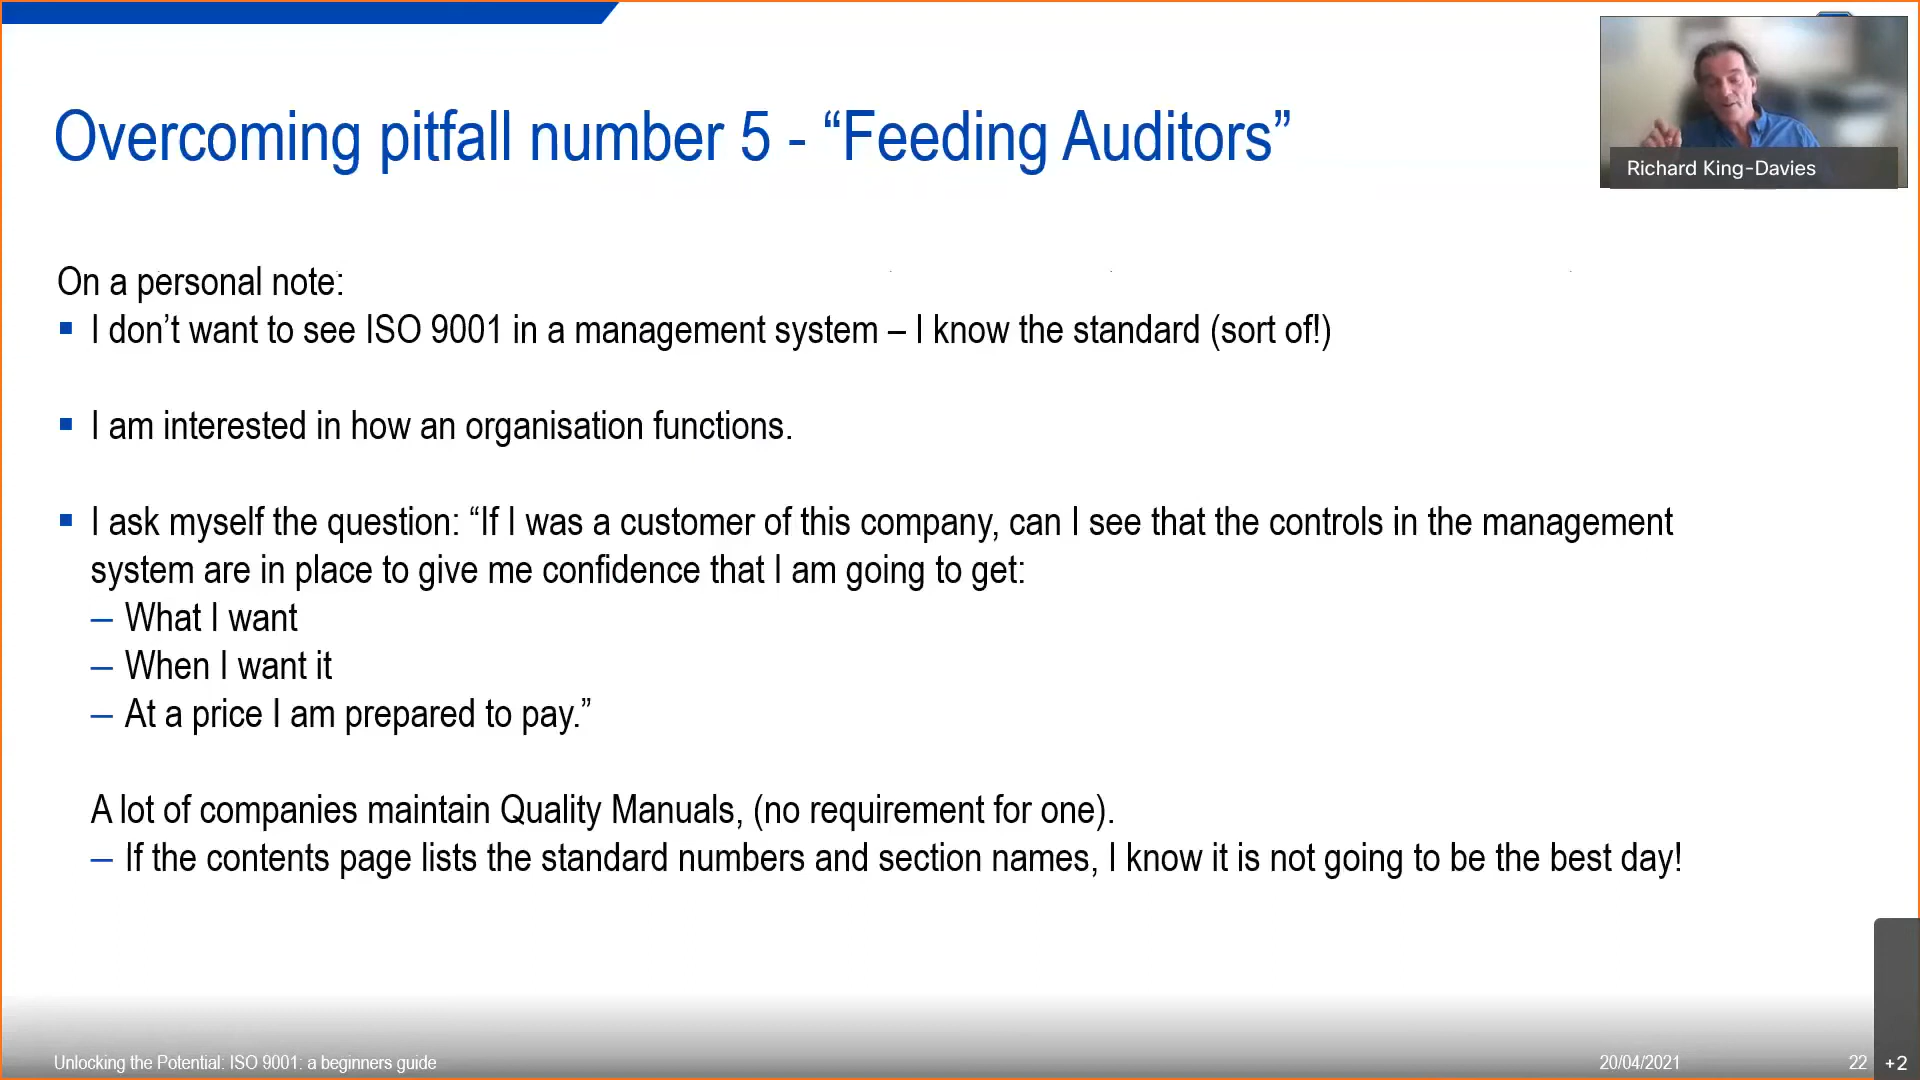 Overcoming pitfall number 5 - “Feeding Auditors”
Richard King-Davies
On a personal note:
I don’t want to see ISO 9001 in a management system – I know the standard (sort of!)
I am interested in how an organisation functions.
I ask myself the question: “If I was a customer of this company, can I see that the controls in the management
system are in place to give me confidence that I am going to get:
– What I want
– When I want it
– At a price I am prepared to pay.”
A lot of companies maintain Quality Manuals, (no requirement for one).
– If the contents page lists the standard numbers and section names, I know it is not going to be the best day!
Unlocking the Potential: ISO 9001: a beginners guide
20/04/2021
22
+2